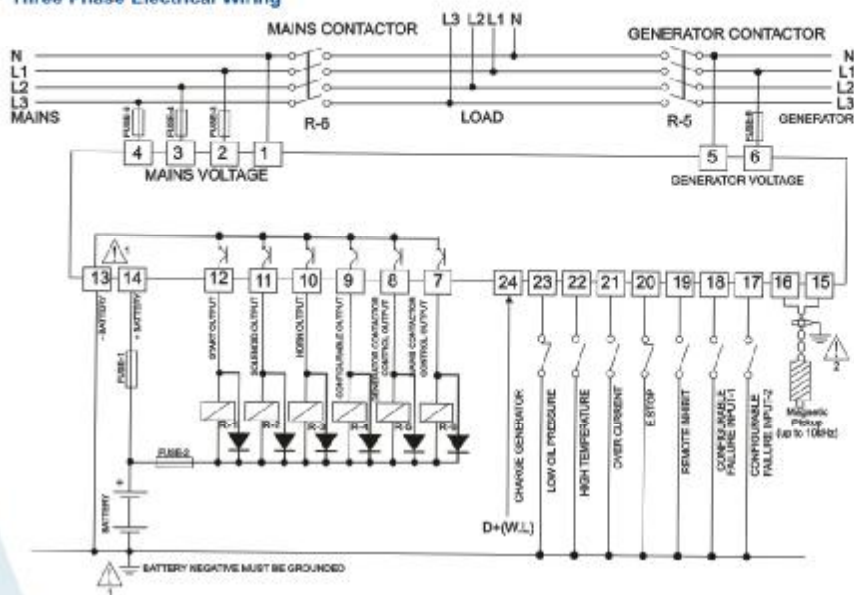 Three Phase Electrical Wiring
MAINS CONTACTOR
L3 L2 L1 N
GENERATOR CONTACTOR
N
L1
L2
L3
MAINS
N
L1
L2
L3
GENERATOR
R-6
LOAD
R-5
FUSE-4
4
3
2
1
5
6
MAINS VOLTAGE
GENERATOR VOLTAGE
1
13
14
12
11
10
9
8
7
24
23
22
21
20
19
18
17
16
15
- BATTERY
+ BATTERY
START OUTPUT
SOLENOID OUTPUT
HORN OUTPUT
CONFIGURABLE OUTPUT
GENERATOR CONTACTOR
CONTROL OUTPUT
MAINS CONTACTOR
CONTROL OUTPUT
FUSE-1
R-1
R-2
R-3
R-4
R-5
FUSE-2
+
BATTERY
CHARGE GENERATOR
LOW OIL PRESSURE
HIGH TEMPERATURE
OVER CURRENT
E.STOP
REMOTE INHIBIT
CONFIGURABLE
FAILURE INPUT-1
CONFIGURABLE
FAILURE INPUT-2
2
Magnetic
Pickup
(up to 10kHz)
D+(W.L)
BATTERY NEGATIVE MUST BE GROUNDED
1